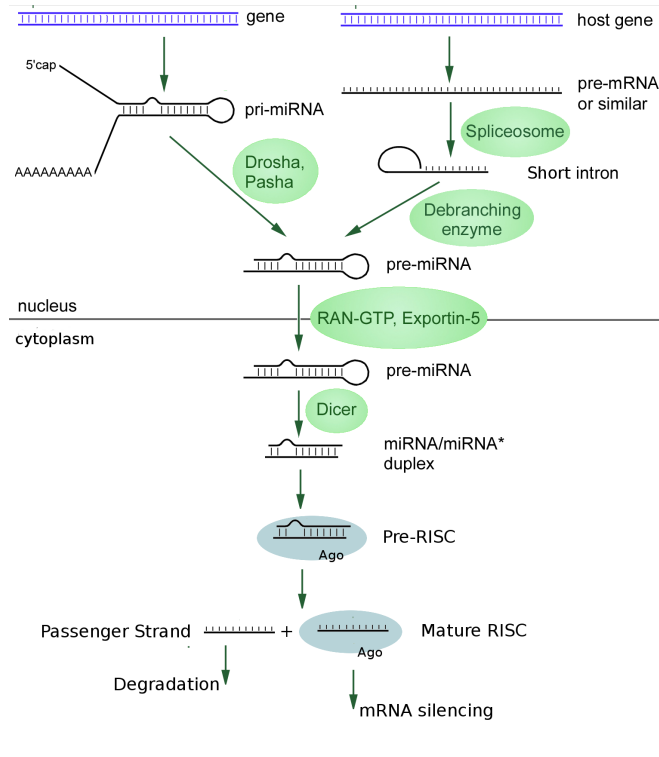 gene
host gene
5'cap
pri-miRNA
AAAAAAAAA
pre-mRNA
or similar
Spliceosome
Short intron
Drosha,
Pasha
Debranching
enzyme
pre-miRNA
nucleus
RAN-GTP, Exportin-5
cytoplasm
pre-miRNA
Dicer
miRNA/miRNA*
duplex
Pre-RISC
Ago
Passenger Strand
+
Mature RISC
Ago
Degradation
mRNA silencing